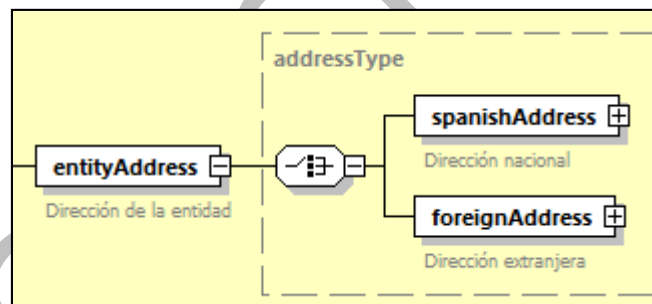 addressType
spanishAddress
Dirección nacional
entityAddress
Dirección de la entidad
foreignAddress
Dirección extranjera